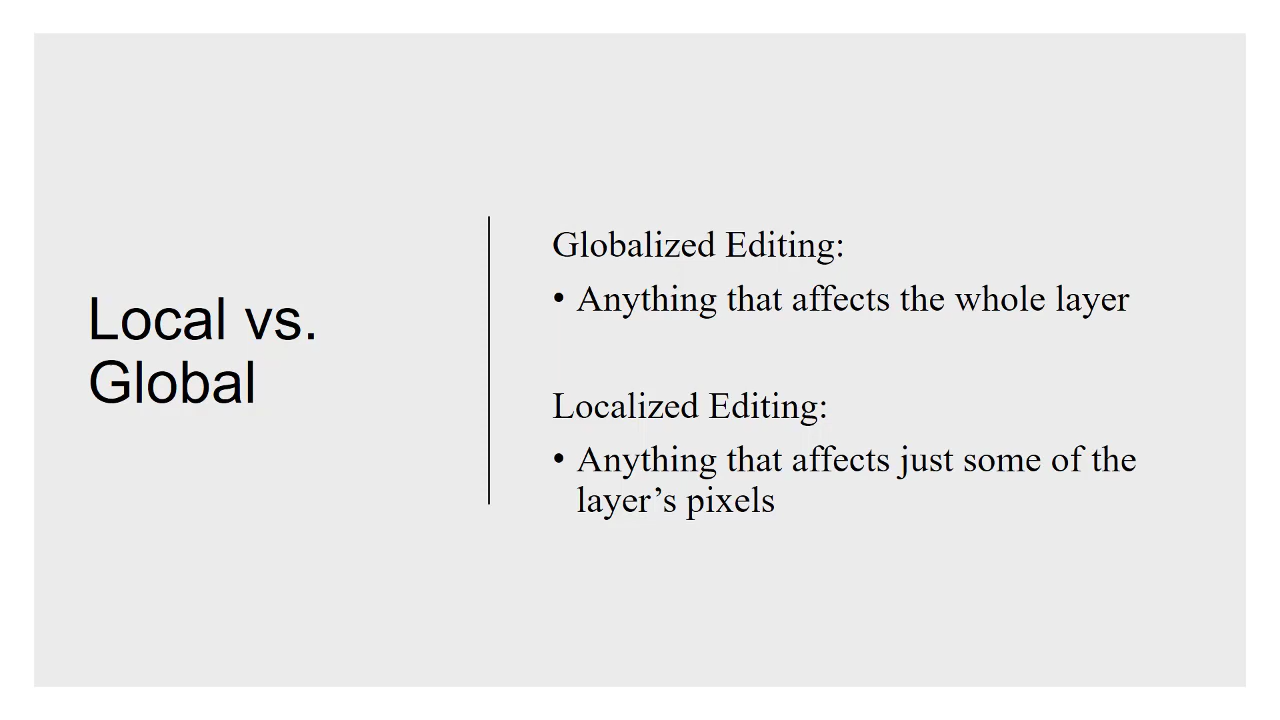 Local vs.
Global
Globalized Editing:
• Anything that affects the whole layer
Localized Editing:
• Anything that affects just some of the
layer’s pixels